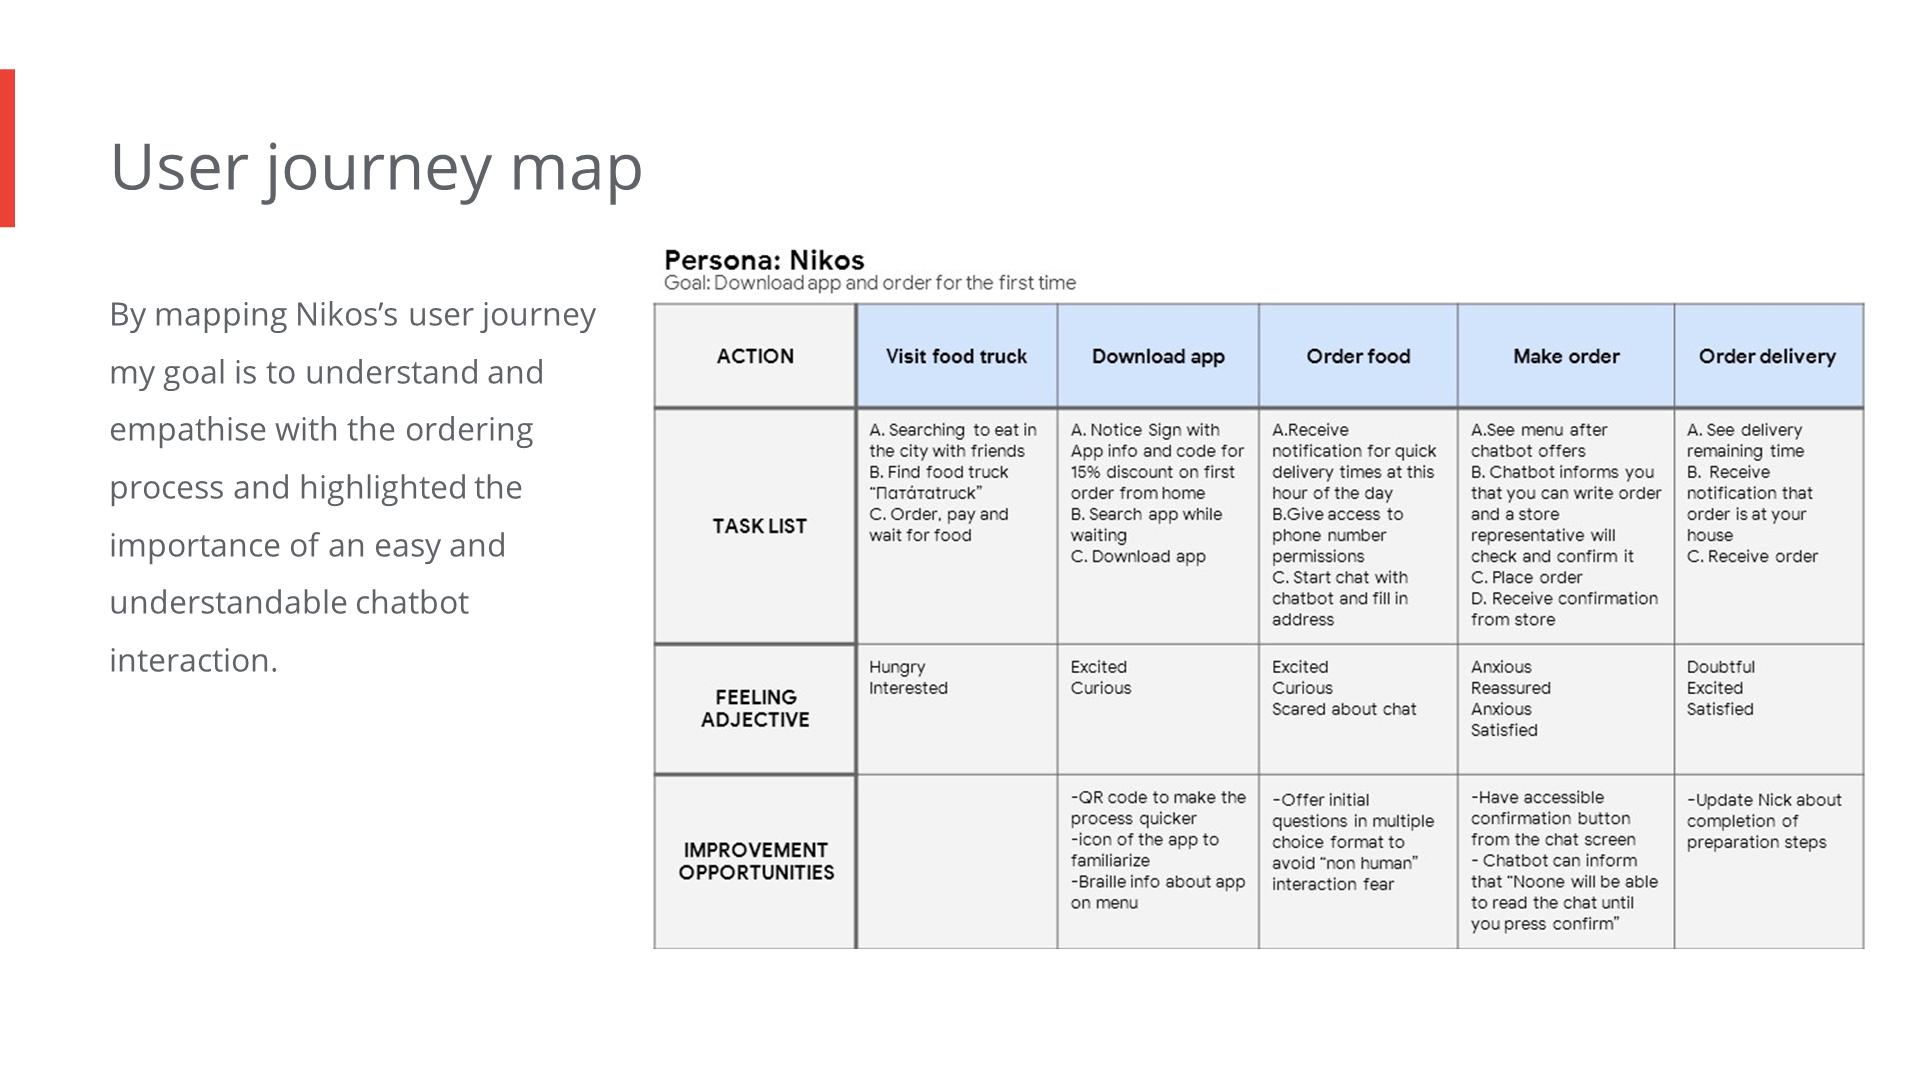 User journey map
By mapping Nikos’s user journey
my goal is to understand and
empathise with the ordering
process and highlighted the
importance of an easy and
understandable chatbot
interaction.
Persona: Nikos
Goal: Download app and order for the first time
ACTION
Visit food truck
Download app
Order food
Make order
Order delivery
TASK LIST
A. Searching to eat in
the city with friends
B. Find food truck
“Πατάταtruck”
C. Order, pay and
wait for food
A. Notice Sign with
App info and code for
15% discount on first
order from home
B. Search app while
waiting
C. Download app
A.Receive
notification for quick
delivery times at this
hour of the day
B.Give access to
phone number
permissions
C. Start chat with
chatbot and fill in
address
A.See menu after
chatbot offers
B. Chatbot informs you
that you can write order
and a store
representative will
check and confirm it
C. Place order
D. Receive confirmation
from store
A. See delivery
remaining time
B. Receive
notification that
order is at your
house
C. Receive order
FEELING
ADJECTIVE
Hungry
Interested
Excited
Curious
Excited
Curious
Scared about chat
Anxious
Reassured
Anxious
Satisfied
Doubtful
Excited
Satisfied
IMPROVEMENT
OPPORTUNITIES
-QR code to make the
process quicker
-icon of the app to
familiarize
-Braille info about app
on menu
-Offer initial
questions in multiple
choice format to
avoid “non human”
interaction fear
-Have accessible
confirmation button
from the chat screen
- Chatbot can inform
that “Noone will be able
to read the chat until
you press confirm”
-Update Nick about
completion of
preparation steps